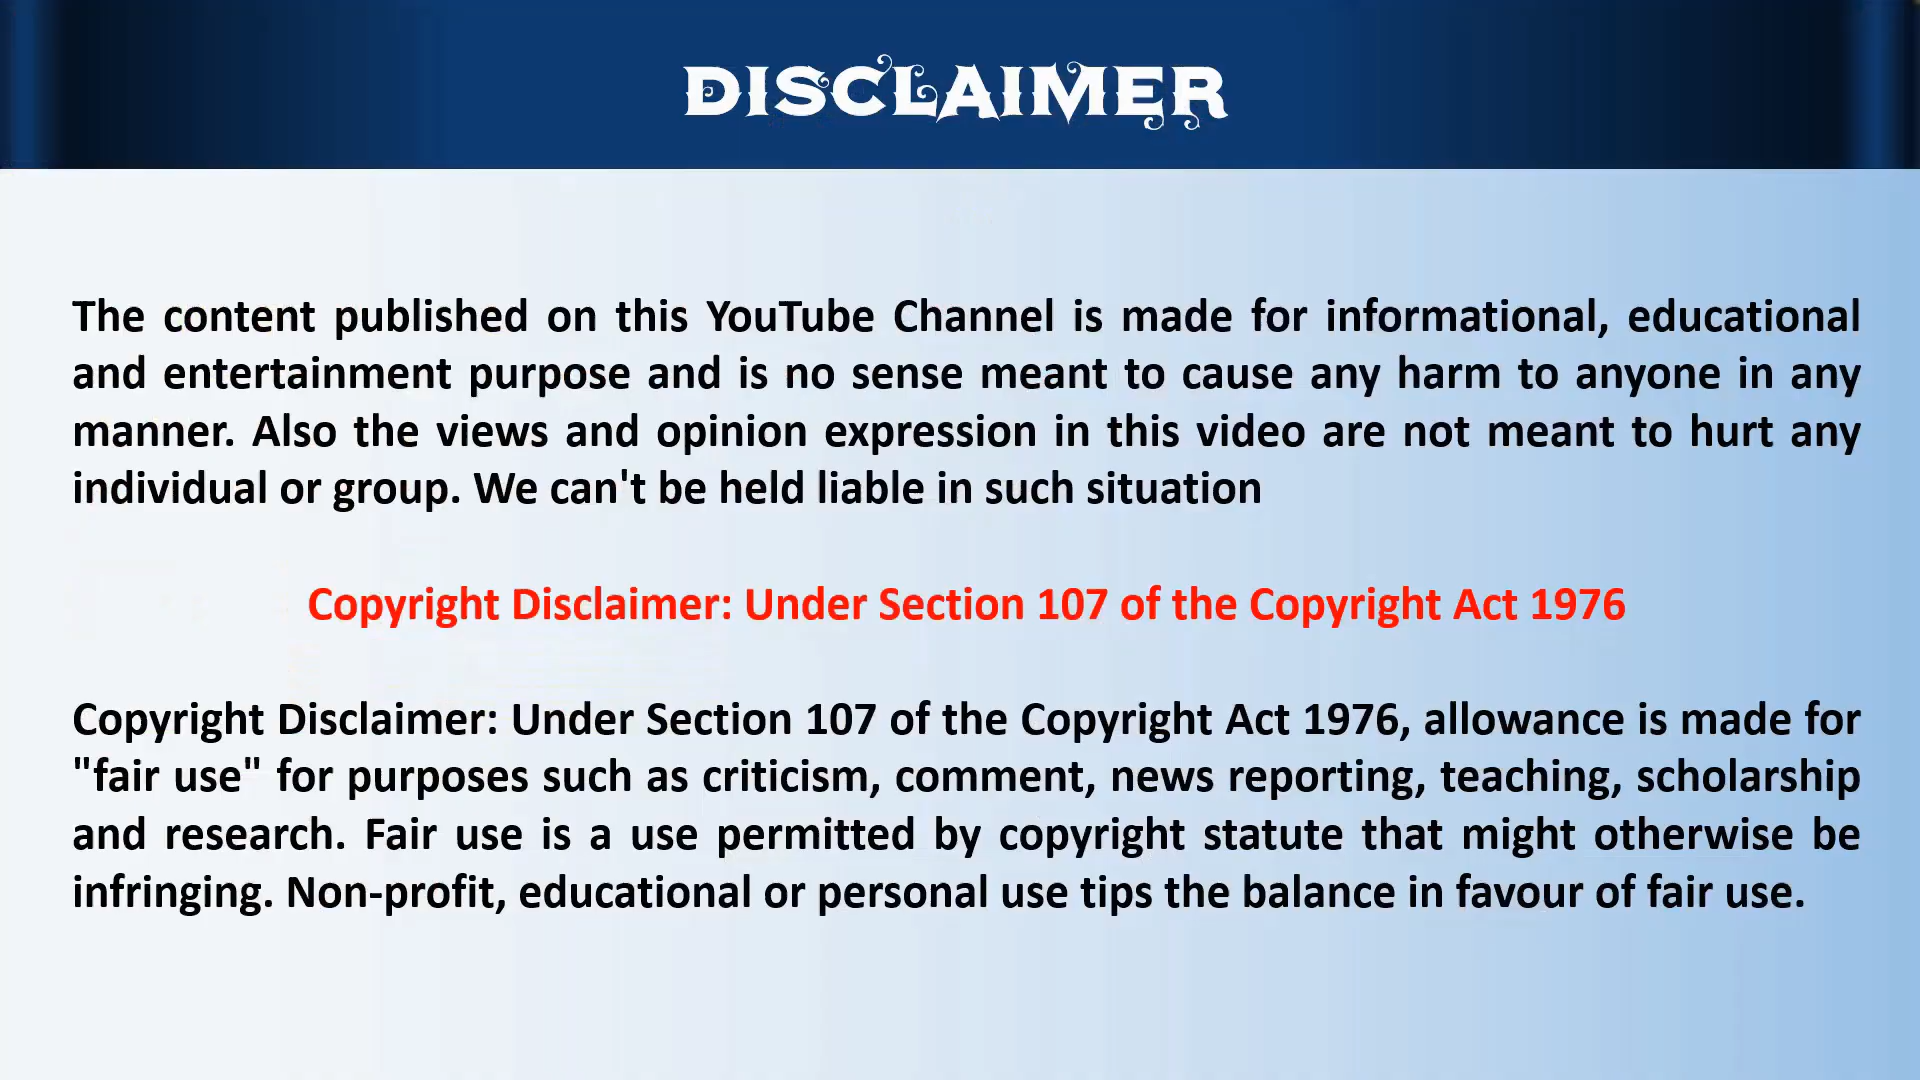 DISCLAIMER
The content published on this YouTube Channel is made for informational, educational
and entertainment purpose and is no sense meant to cause any harm to anyone in any
manner. Also the views and opinion expression in this video are not meant to hurt any
individual or group. We can't be held liable in such situation
Copyright Disclaimer: Under Section 107 of the Copyright Act 1976
Copyright Disclaimer: Under Section 107 of the Copyright Act 1976, allowance is made for
"fair use" for purposes such as criticism, comment, news reporting, teaching, scholarship
and research. Fair use is a use permitted by copyright statute that might otherwise be
infringing. Non-profit, educational or personal use tips the balance in favour of fair use.